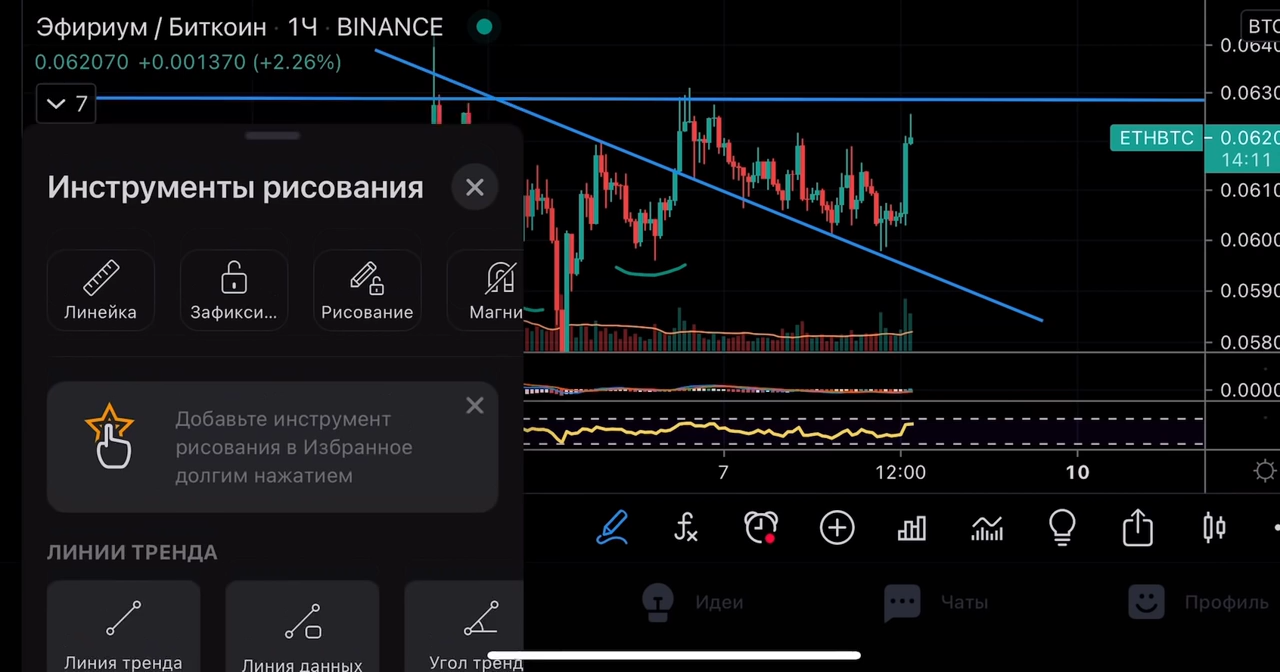 Эфириум / Биткоин · 1Ч · BINANCE
0.062070 +0.001370 (+2.26%)
7
Инструменты рисования
Линейка
Зафикси...
Рисование
Магни
Добавьте инструмент
рисования в Избранное
долгим нажатием
ЛИНИИ ТРЕНДА
Линия тренда
Линия данных
Угол тренд
BTC
0.0640
0.0630
ETHBTC
0.0620
14:11
0.0610
0.0600
0.0590
0.0580
0.0000
7
12:00
10
Идеи
Чаты
Профиль